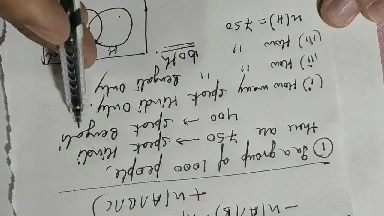 - n(A∩B)
+ n(A∩B∩C)
① In a group of 1000 people,
there are 750 → speak Hindi
400 → speak Bengali
(i) How many speak Hindi Only.
(ii) How " " Bengali Only
(iii) How " " Both
n(H) = 750
H